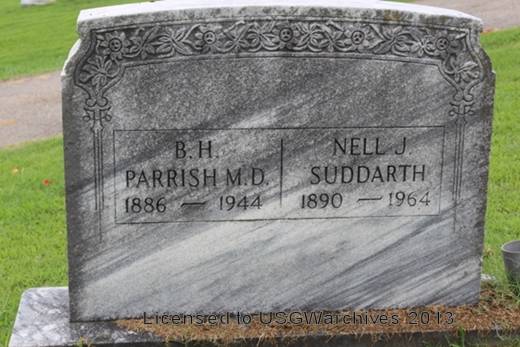 B. H.
PARRISH M.D.
1886 — 1944
NELL J.
SUDDARTH
1890 — 1964
Licensed to USGWarchives 2013